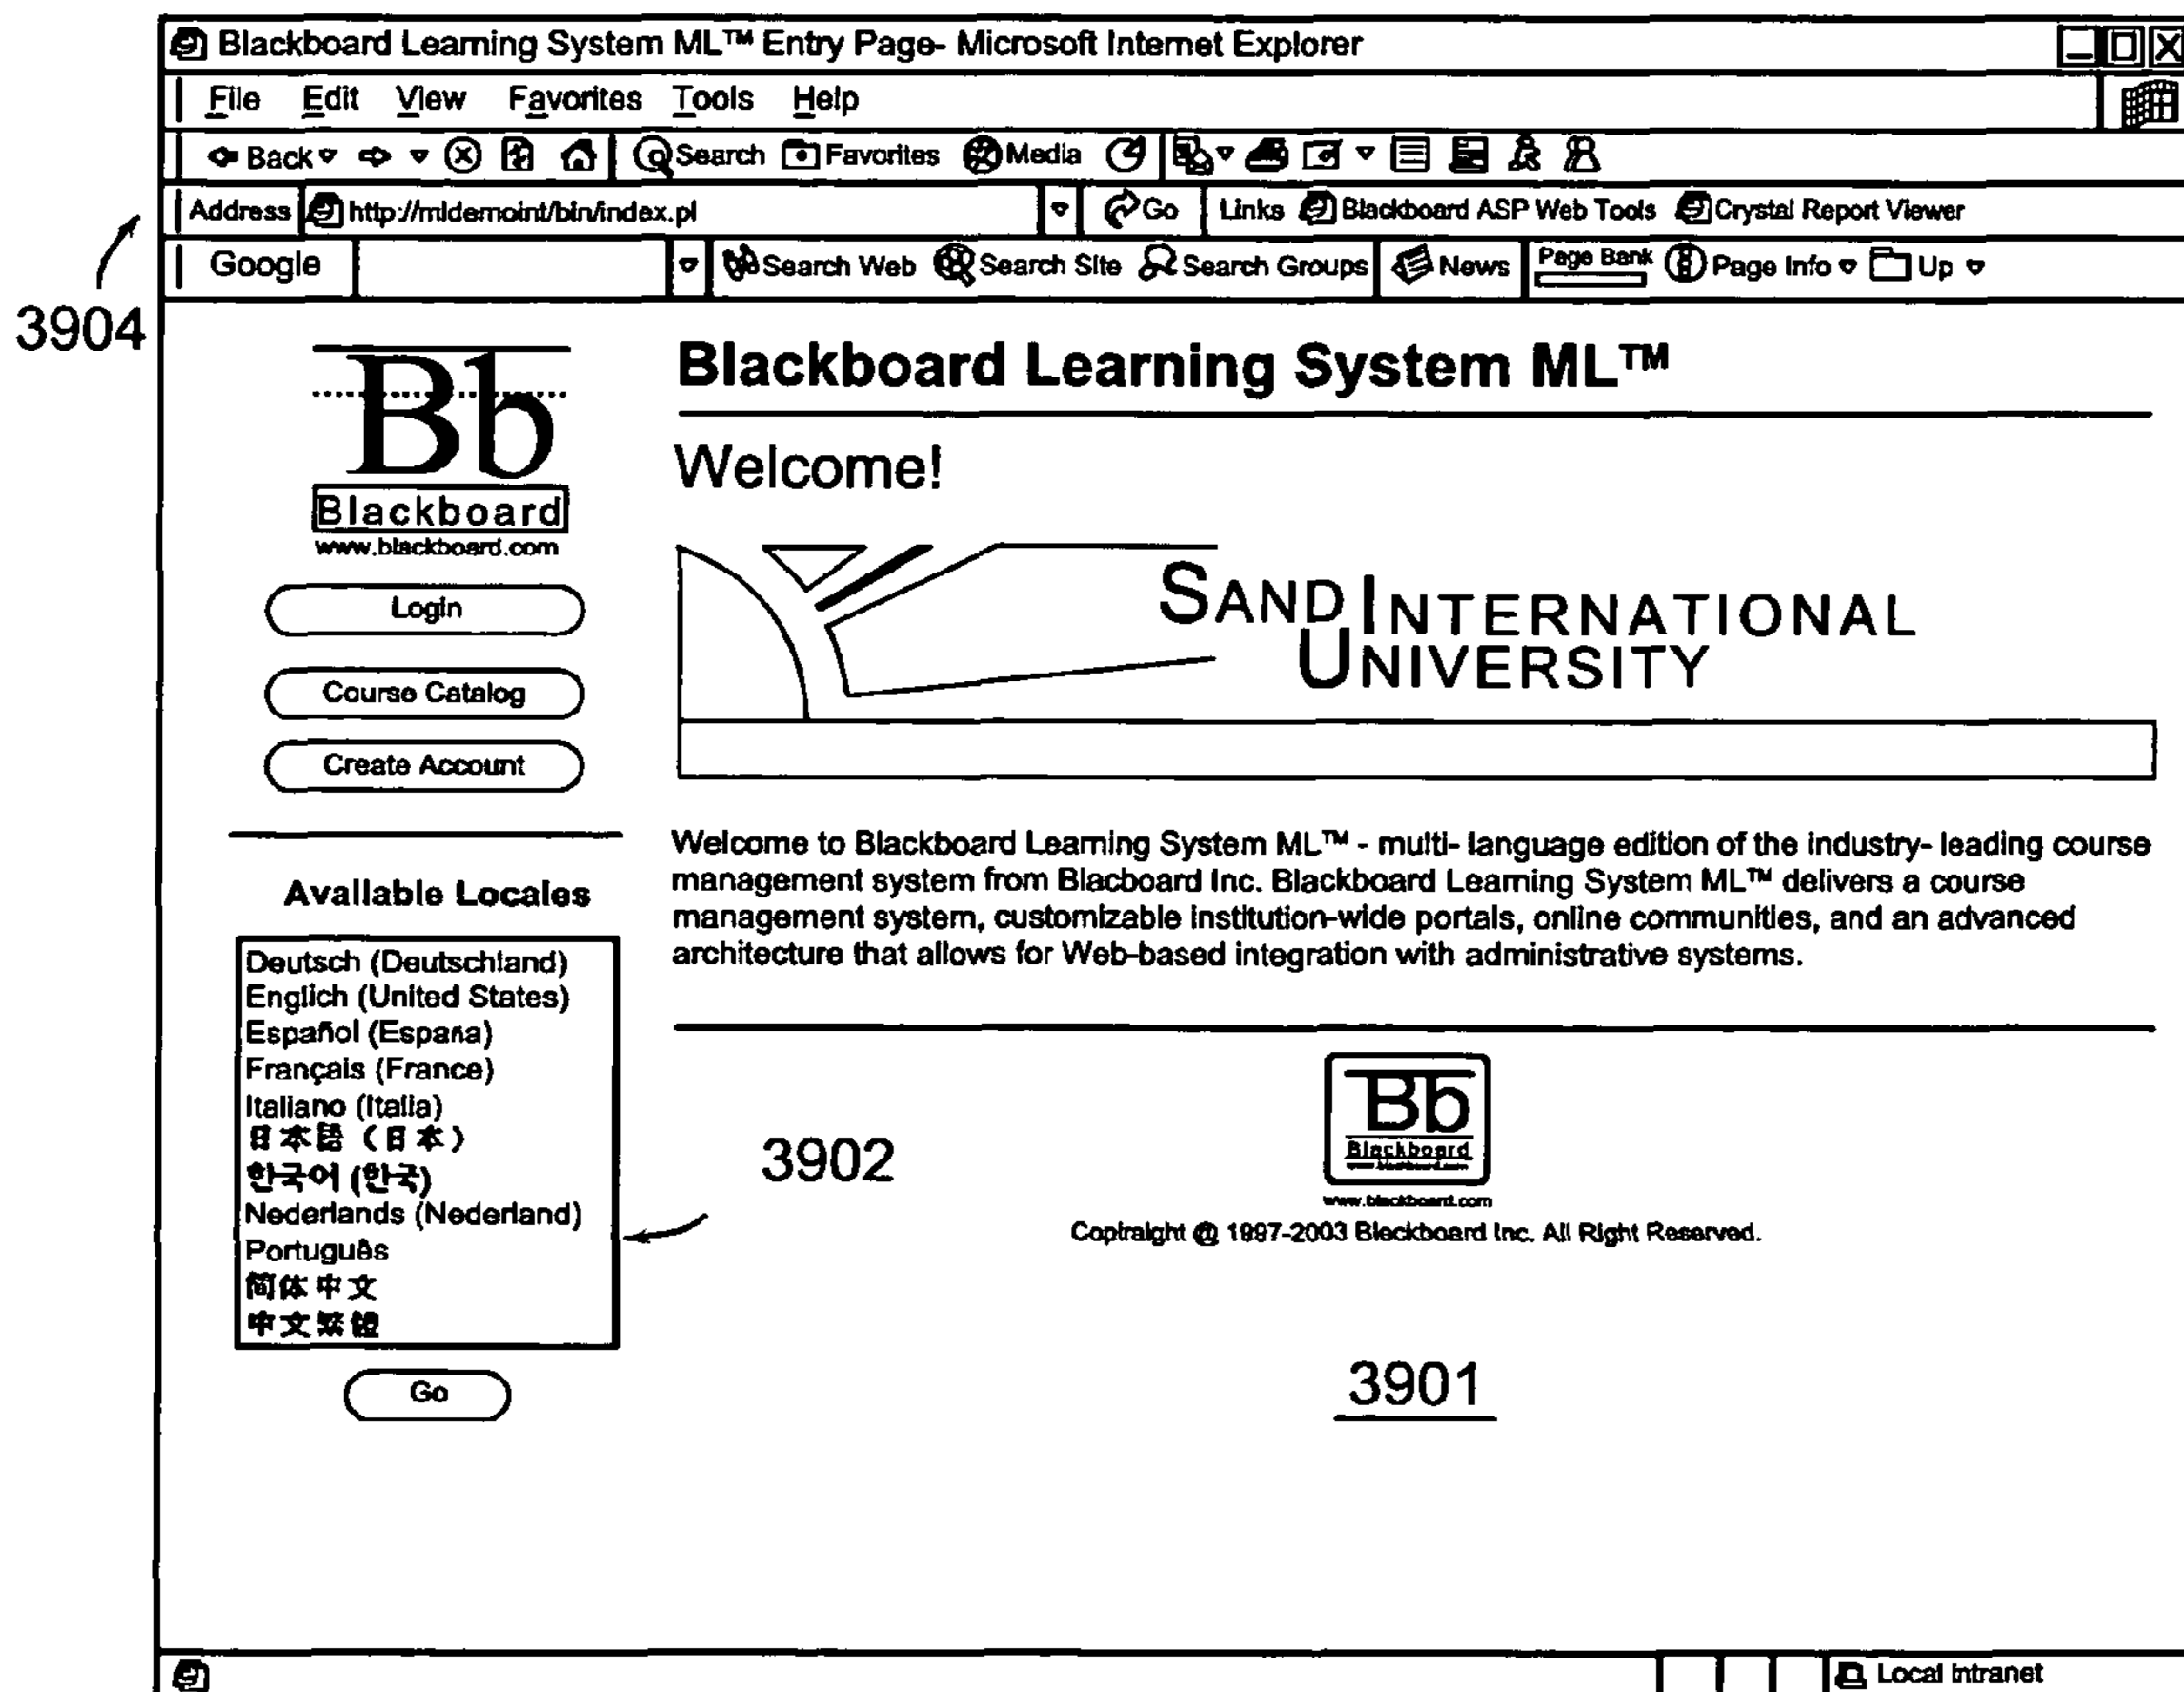 Blackboard Learning System ML™ Entry Page- Microsoft Internet Explorer
File Edit View Favorites Tools Help
Back Search Favorites Media
Address http://mldemoint/bin/index.pl Go Links Blackboard ASP Web Tools Crystal Report Viewer
Google Search Web Search Site Search Groups News Page Bank Page Info Up
3904
Bb
Blackboard
www.blackboard.com
Login
Course Catalog
Create Account
Available Locales
Deutsch (Deutschland)
Englich (United States)
Español (Espana)
Français (France)
Italiano (Italia)
日本語（日本）
한국어 (한국)
Nederlands (Nederland)
Português
简体中文
中文繁體
Go
3902
Blackboard Learning System ML™
Welcome!
SAND INTERNATIONAL
UNIVERSITY
Welcome to Blackboard Learning System ML™ - multi- language edition of the industry- leading course
management system from Blacboard Inc. Blackboard Learning System ML™ delivers a course
management system, customizable institution-wide portals, online communities, and an advanced
architecture that allows for Web-based integration with administrative systems.
Bb
Blackboard
www.blackboard.com
Coptraight @ 1997-2003 Bleckboard Inc. All Right Reserved.
3901
Local intranet